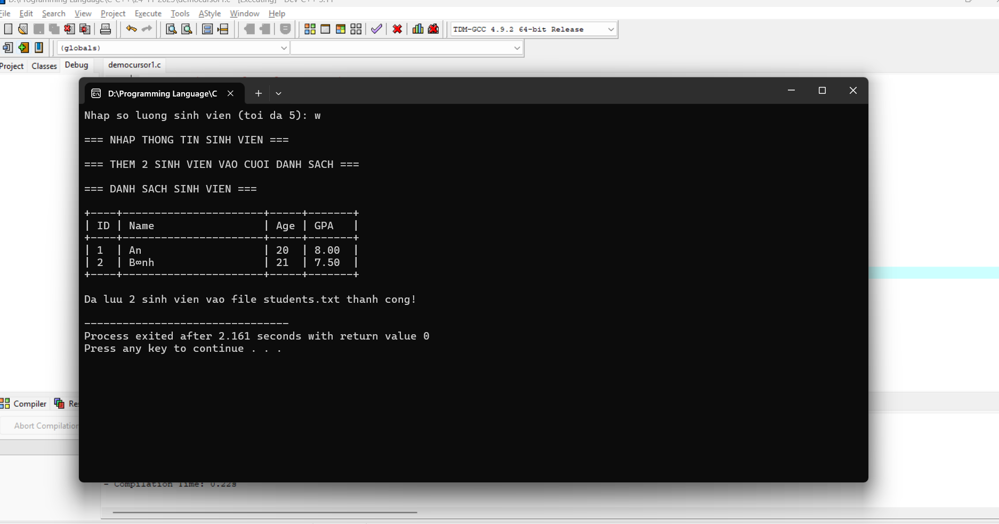 File Edit Search View Project Execute Tools AStyle Window Help
TDM-GCC 4.9.2 64-bit Release
(globals)
Project Classes Debug democursor1.c
D:\Programming Language\C
Nhap so luong sinh vien (toi da 5): w
=== NHAP THONG TIN SINH VIEN ===
=== THEM 2 SINH VIEN VAO CUOI DANH SACH ===
=== DANH SACH SINH VIEN ===
+----+----------------------+-----+-------+
| ID | Name                 | Age | GPA   |
+----+----------------------+-----+-------+
| 1  | An                   | 20  | 8.00  |
| 2  | B∞nh                 | 21  | 7.50  |
+----+----------------------+-----+-------+
Da luu 2 sinh vien vao file students.txt thanh cong!
--------------------------------
Process exited after 2.161 seconds with return value 0
Press any key to continue . . .
Compiler
Abort Compilation
- Compilation Time: 0.22s